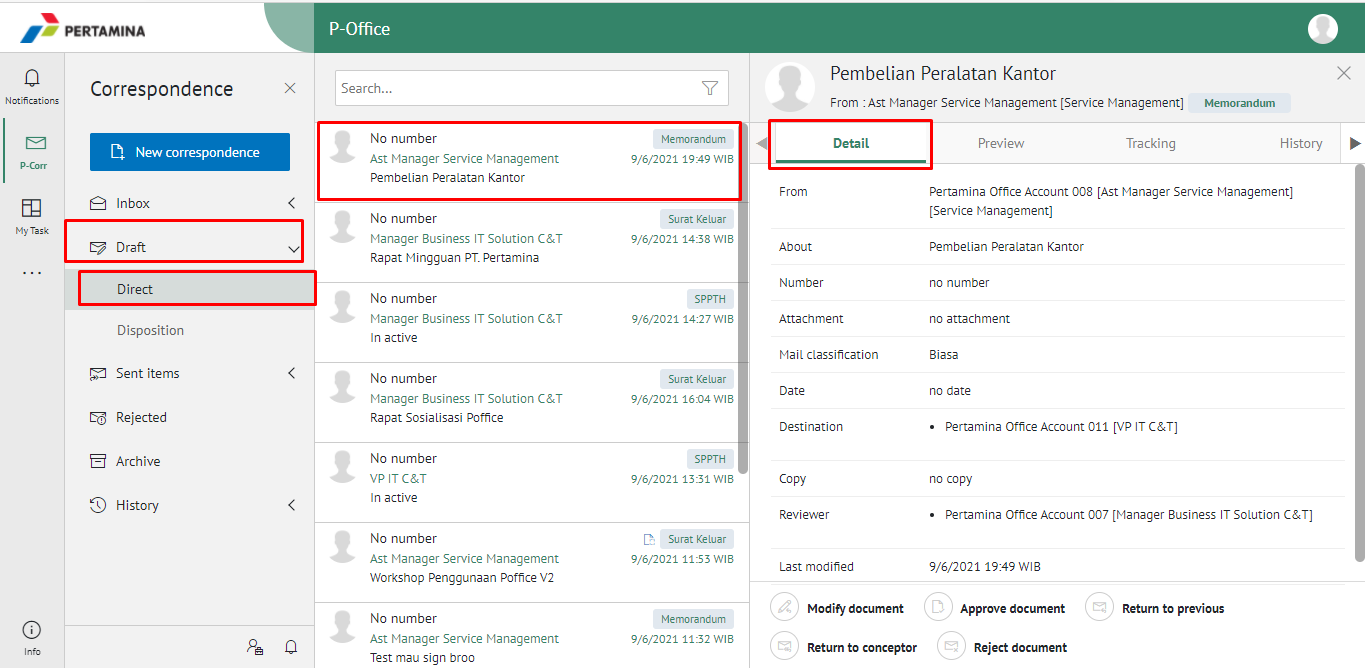 PERTAMINA
P-Office
Notifications
P-Corr
My Task
Info
Correspondence
New correspondence
Inbox
Draft
Direct
Disposition
Sent items
Rejected
Archive
History
Search...
No number
Memorandum
Ast Manager Service Management
9/6/2021 19:49 WIB
Pembelian Peralatan Kantor
No number
Surat Keluar
Manager Business IT Solution C&T
9/6/2021 14:38 WIB
Rapat Mingguan PT. Pertamina
No number
SPPTH
Manager Business IT Solution C&T
9/6/2021 14:27 WIB
In active
No number
Surat Keluar
Manager Business IT Solution C&T
9/6/2021 16:04 WIB
Rapat Sosialisasi Poffice
No number
SPPTH
VP IT C&T
9/6/2021 13:31 WIB
In active
No number
Surat Keluar
Ast Manager Service Management
9/6/2021 11:53 WIB
Workshop Penggunaan Poffice V2
No number
Memorandum
Ast Manager Service Management
9/6/2021 11:32 WIB
Test mau sign broo
Pembelian Peralatan Kantor
From : Ast Manager Service Management [Service Management] Memorandum
Detail Preview Tracking History
From Pertamina Office Account 008 [Ast Manager Service Management]
[Service Management]
About Pembelian Peralatan Kantor
Number no number
Attachment no attachment
Mail classification Biasa
Date no date
Destination • Pertamina Office Account 011 [VP IT C&T]
Copy no copy
Reviewer • Pertamina Office Account 007 [Manager Business IT Solution C&T]
Last modified 9/6/2021 19:49 WIB
Modify document Approve document Return to previous
Return to conceptor Reject document